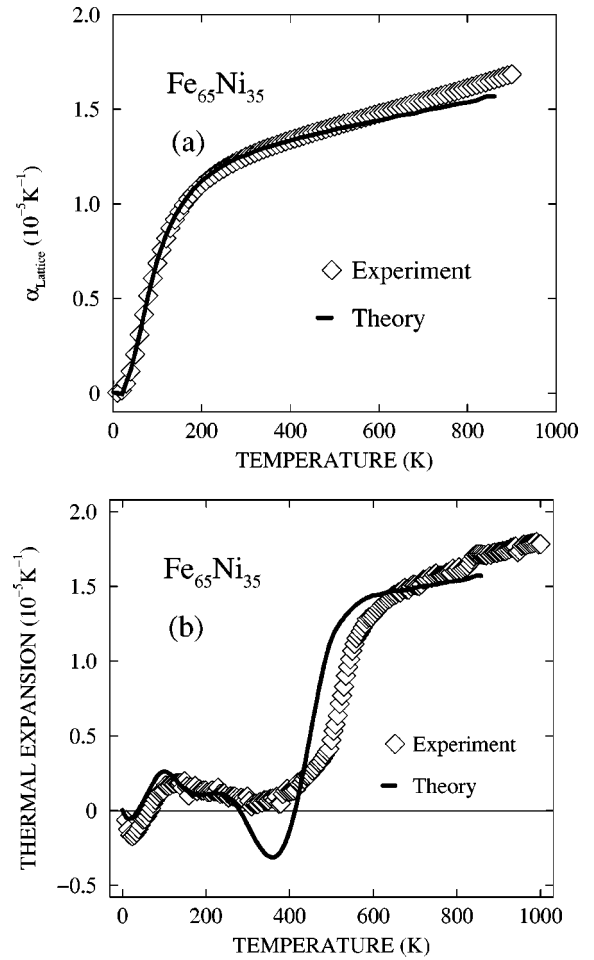 2.0
1.5
1.0
0.5
0
α_Lattice (10⁻⁵K⁻¹)
Fe₆₅Ni₃₅
(a)
Experiment
Theory
0 200 400 600 800 1000
TEMPERATURE (K)
2.0
1.5
1.0
0.5
0
−0.5
THERMAL EXPANSION (10⁻⁵K⁻¹)
Fe₆₅Ni₃₅
(b)
Experiment
Theory
0 200 400 600 800 1000
TEMPERATURE (K)